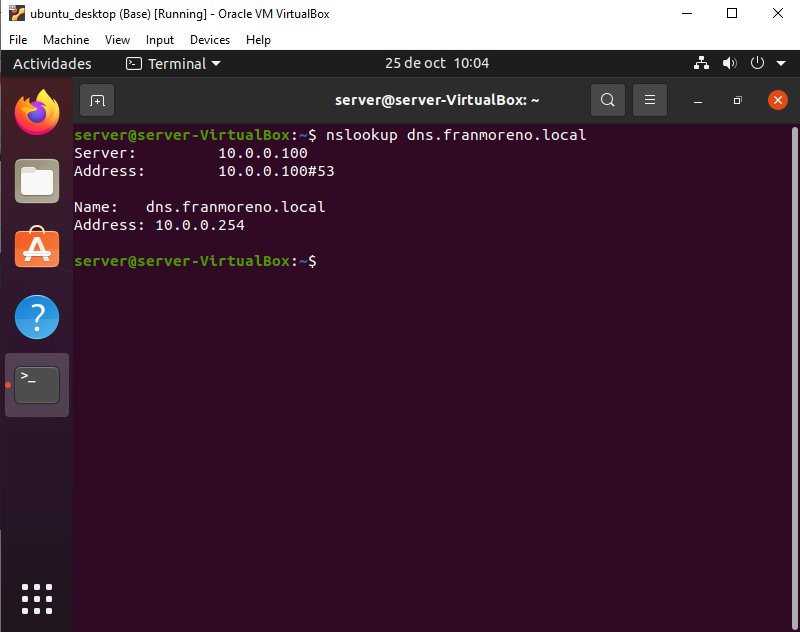 ubuntu_desktop (Base) [Running] - Oracle VM VirtualBox
File Machine View Input Devices Help
Actividades Terminal 25 de oct 10:04
server@server-VirtualBox: ~
server@server-VirtualBox:~$ nslookup dns.franmoreno.local
Server: 10.0.0.100
Address: 10.0.0.100#53
Name: dns.franmoreno.local
Address: 10.0.0.254
server@server-VirtualBox:~$